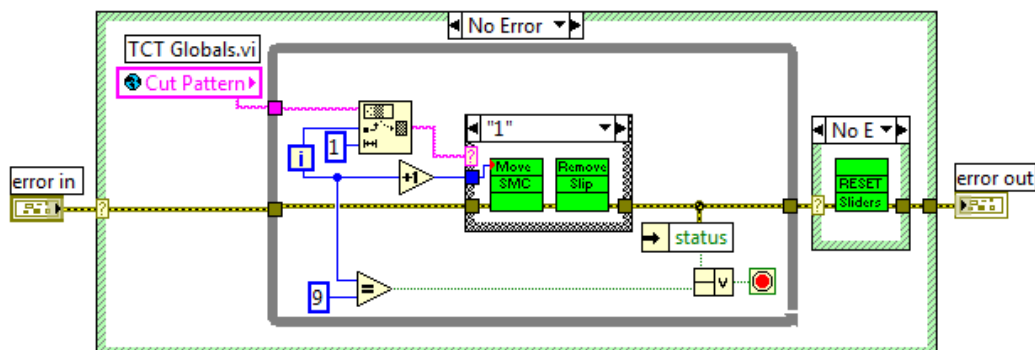 No Error
TCT Globals.vi
Cut Pattern
i
1
+1
"1"
Move
SMC
Remove
Slip
No E
RESET
Sliders
error in
error out
?
?
?
status
9
=
v